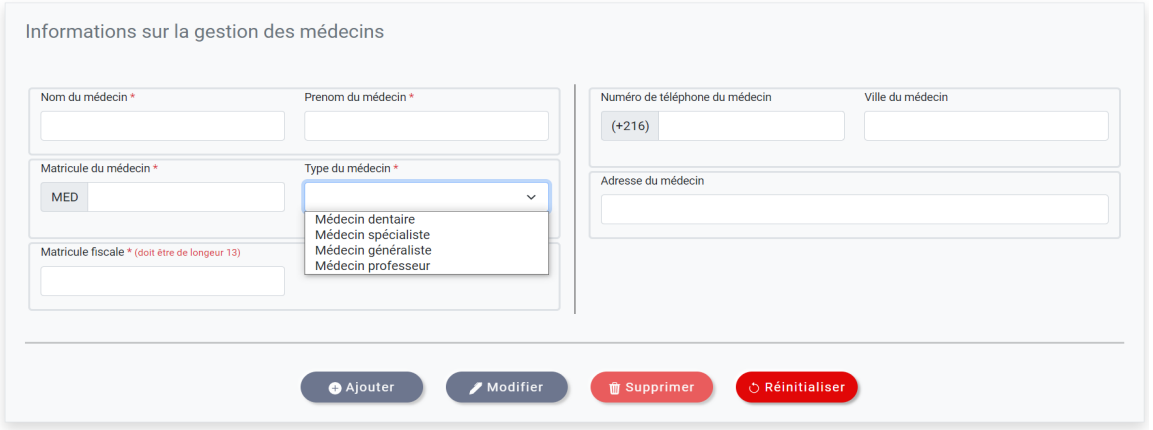 Informations sur la gestion des médecins
Nom du médecin *
Prenom du médecin *
Matricule du médecin *
MED
Type du médecin *
Médecin dentaire
Médecin spécialiste
Médecin généraliste
Médecin professeur
Matricule fiscale * (doit être de longeur 13)
Numéro de téléphone du médecin
(+216)
Ville du médecin
Adresse du médecin
Ajouter
Modifier
Supprimer
Réinitialiser